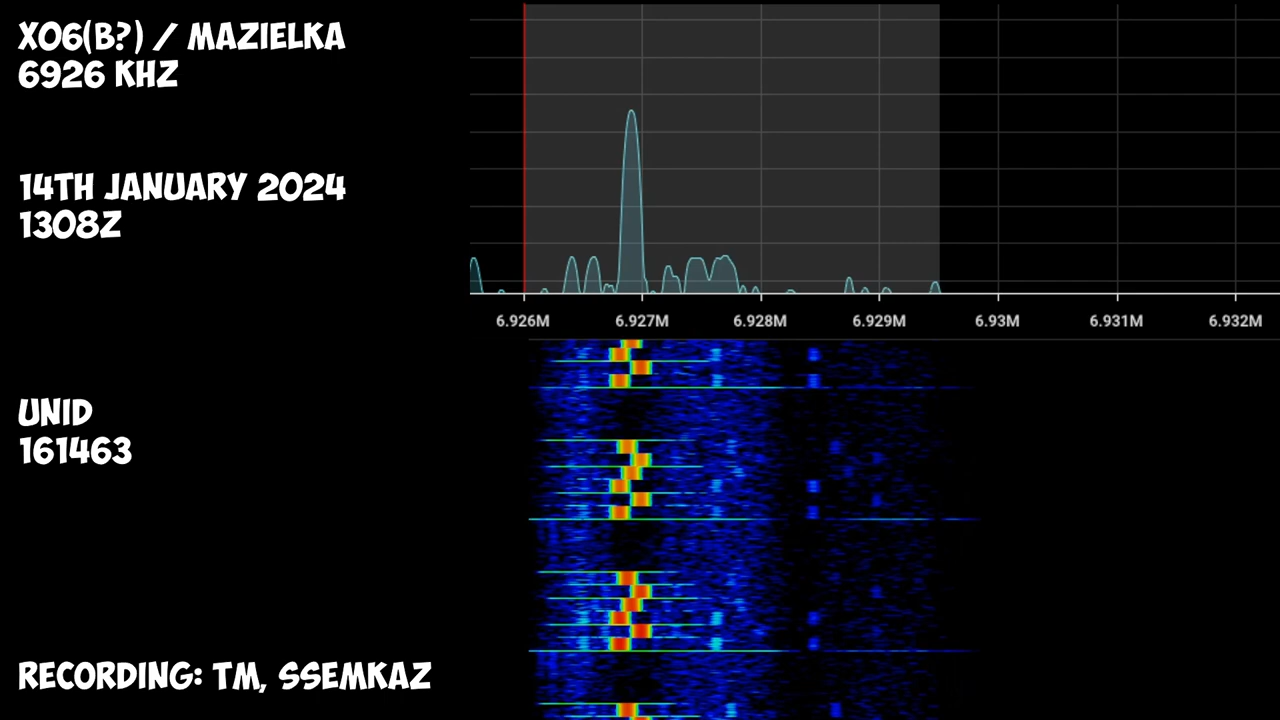 X06(B?) / MAZIELKA
6926 KHZ
14TH JANUARY 2024
1308Z
6.926M 6.927M 6.928M 6.929M 6.93M 6.931M 6.932M
UNID
161463
RECORDING: TM, SSEMKAZ